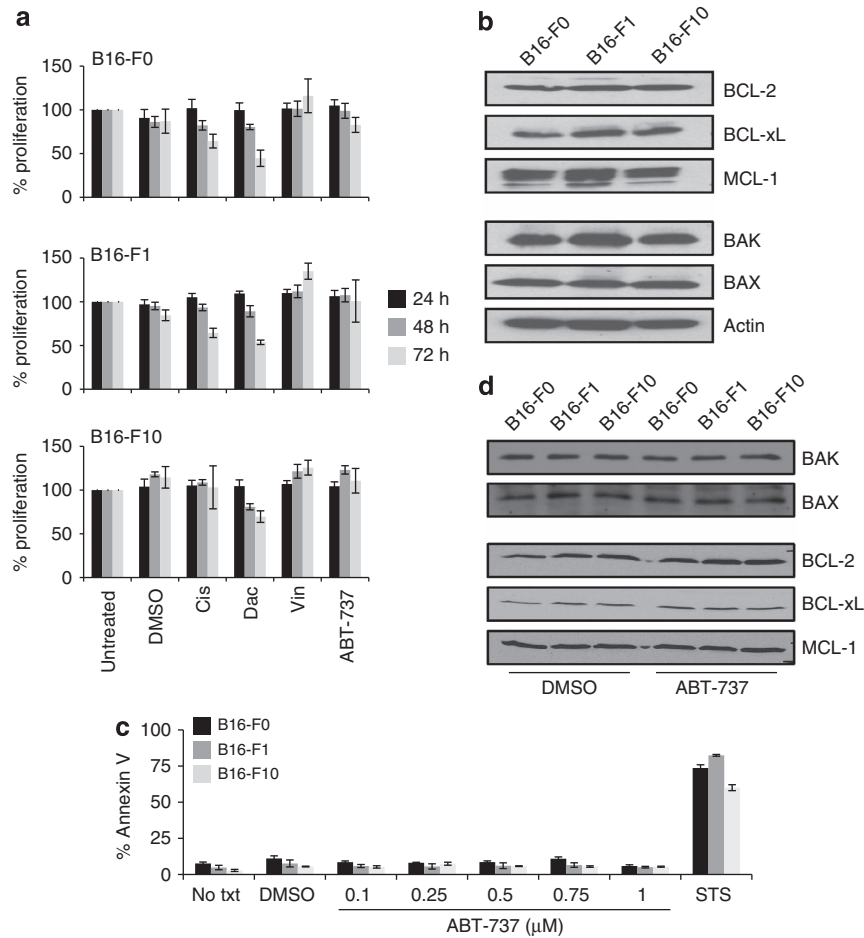 a
B16-F0
150
100
50
0
% proliferation
B16-F1
150
100
50
0
% proliferation
24 h
48 h
72 h
B16-F10
150
100
50
0
% proliferation
Untreated
DMSO
Cis
Dac
Vin
ABT-737
b
B16-F0 B16-F1 B16-F10
BCL-2
BCL-xL
MCL-1
BAK
BAX
Actin
d
B16-F0 B16-F1 B16-F10 B16-F0 B16-F1 B16-F10
BAK
BAX
BCL-2
BCL-xL
MCL-1
DMSO ABT-737
c
B16-F0
B16-F1
B16-F10
100
75
50
25
0
% Annexin V
No txt DMSO 0.1 0.25 0.5 0.75 1 STS
ABT-737 (μM)